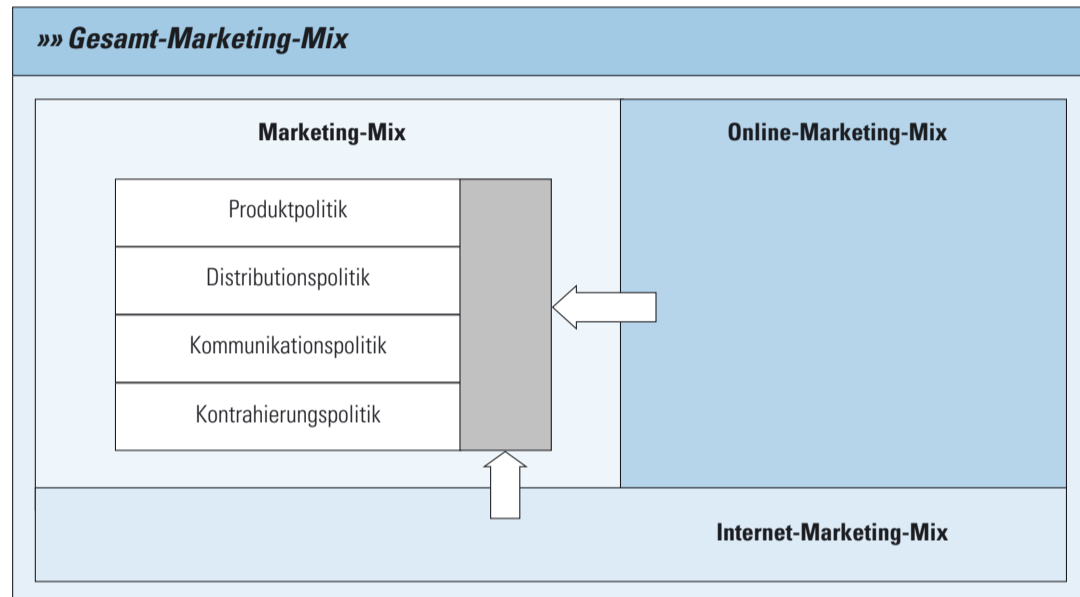 »» Gesamt-Marketing-Mix
Marketing-Mix
Online-Marketing-Mix
Produktpolitik
Distributionspolitik
Kommunikationspolitik
Kontrahierungspolitik
Internet-Marketing-Mix